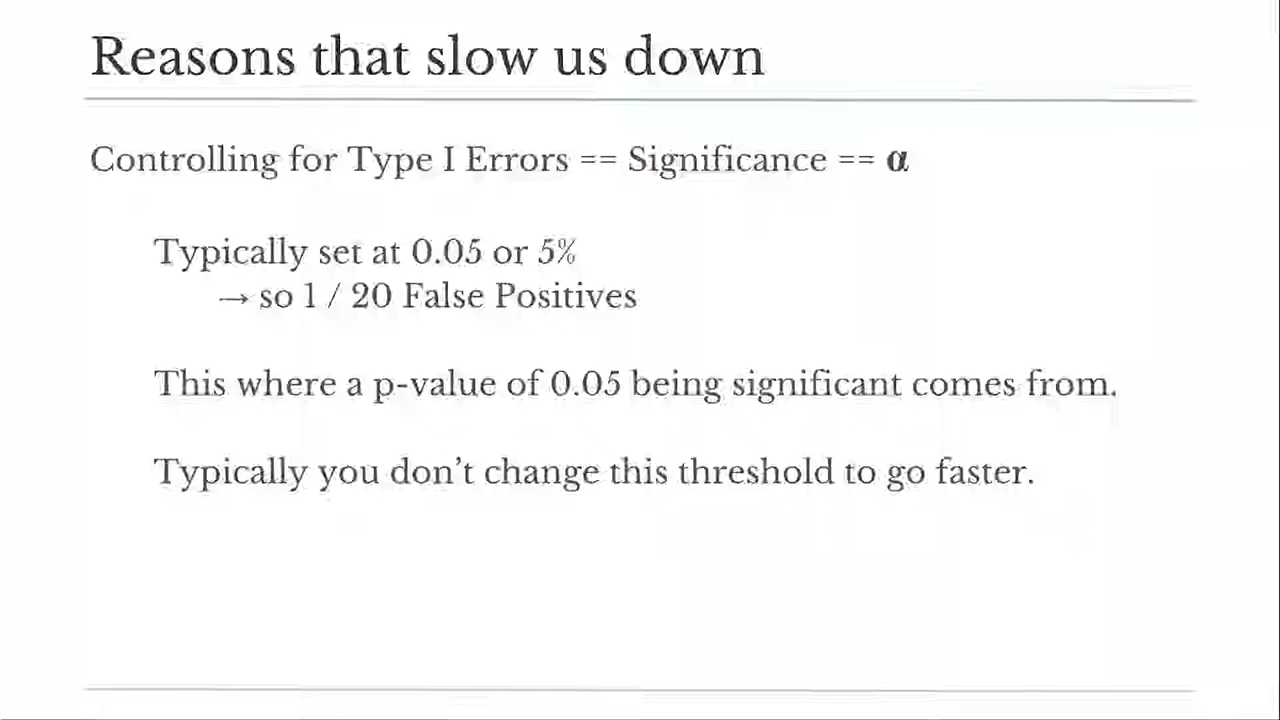 Reasons that slow us down
Controlling for Type I Errors == Significance == α
Typically set at 0.05 or 5%
→ so 1 / 20 False Positives
This where a p-value of 0.05 being significant comes from.
Typically you don’t change this threshold to go faster.